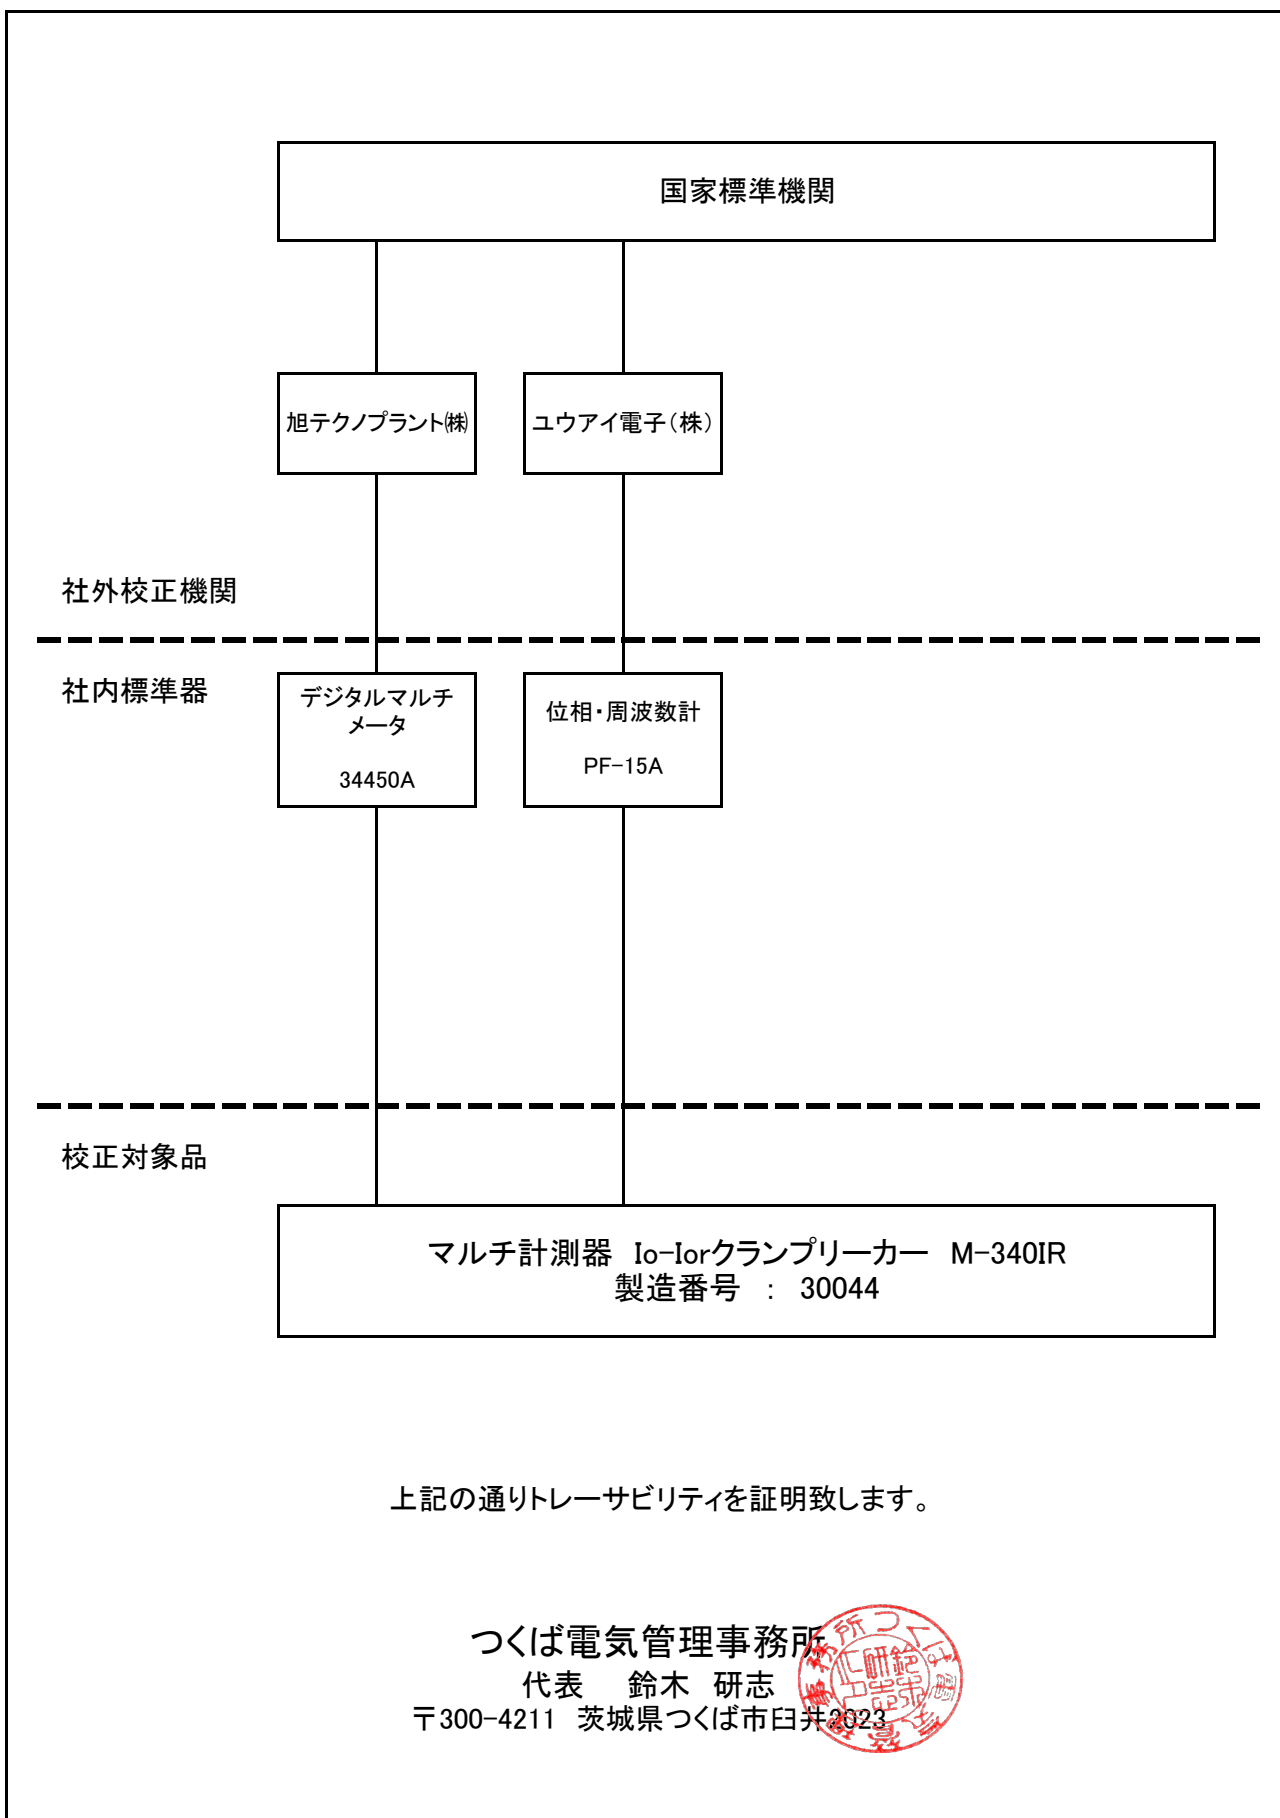 国家標準機関
旭テクノプラント㈱
ユウアイ電子（株）
社外校正機関
社内標準器
デジタルマルチ
メータ
34450A
位相・周波数計
PF-15A
校正対象品
マルチ計測器　Io-Iorクランプリーカー　M-340IR
製造番号　：　30044
上記の通りトレーサビリティを証明致します。
つくば電気管理事務所
代表　鈴木　研志
〒300-4211　茨城県つくば市臼井2023